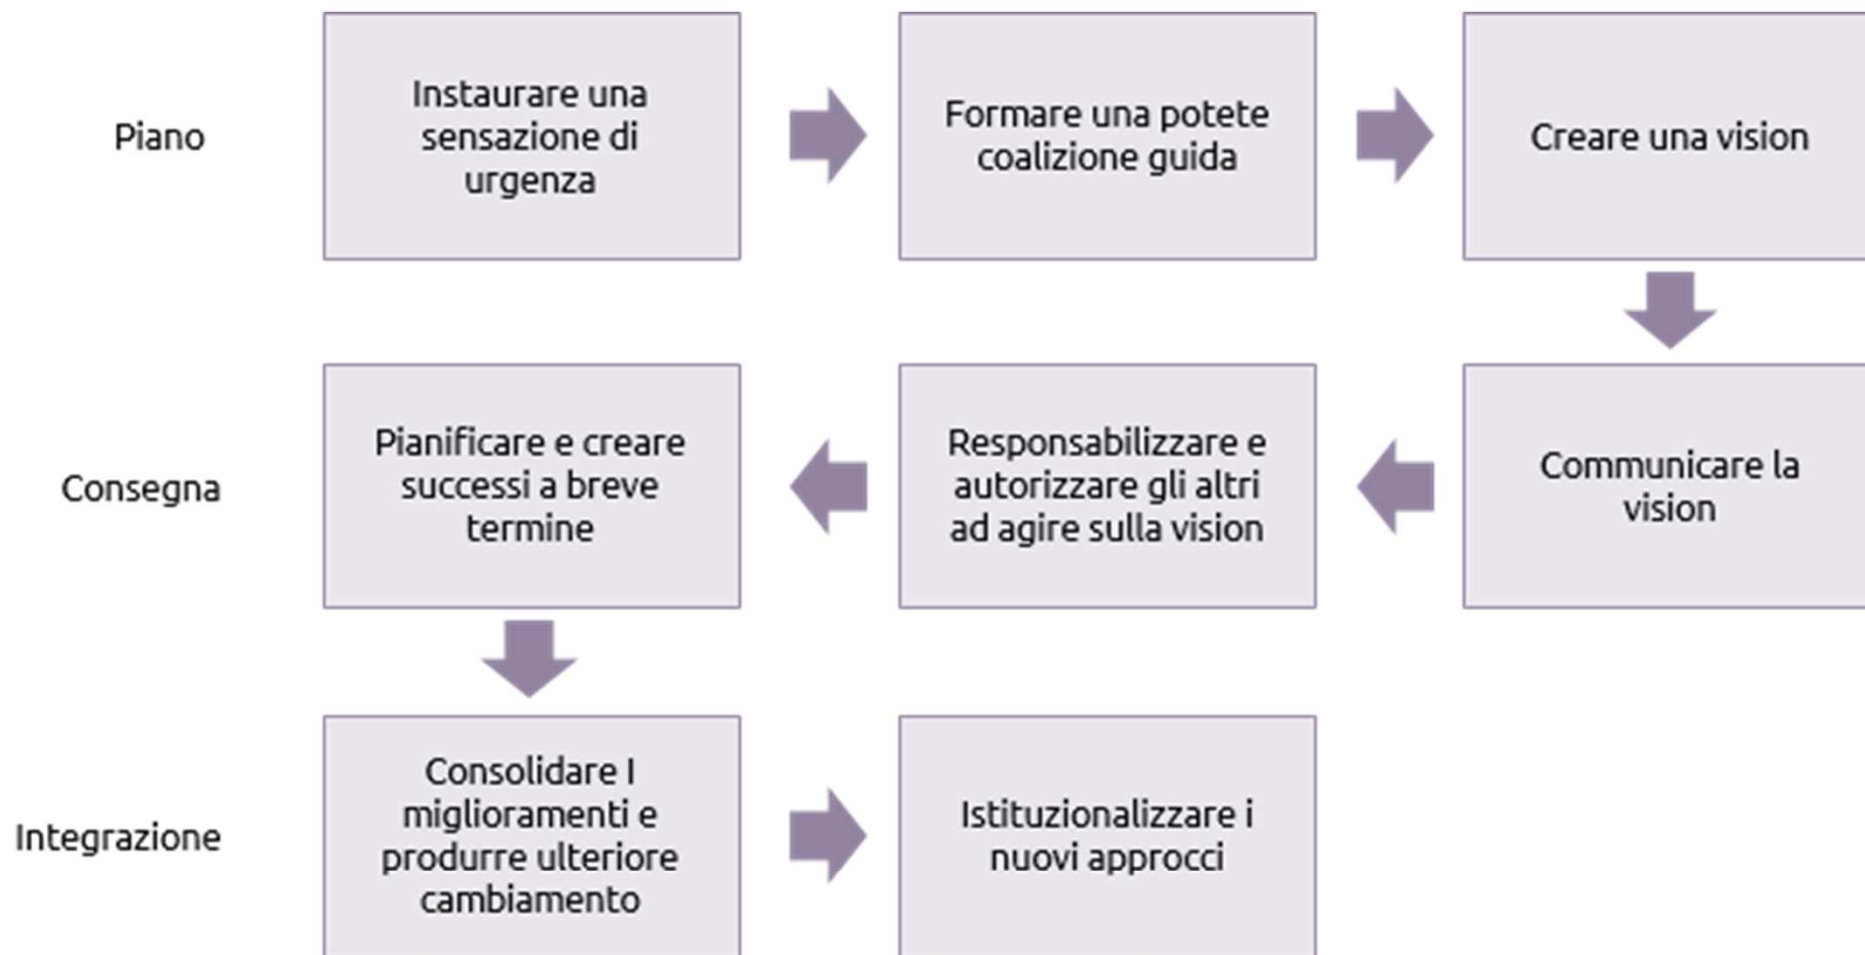 Piano
Instaurare una
sensazione di
urgenza
Formare una potete
coalizione guida
Creare una vision
Consegna
Pianificare e creare
successi a breve
termine
Responsabilizzare e
autorizzare gli altri
ad agire sulla vision
Communicare la
vision
Integrazione
Consolidare I
miglioramenti e
produrre ulteriore
cambiamento
Istituzionalizzare i
nuovi approcci